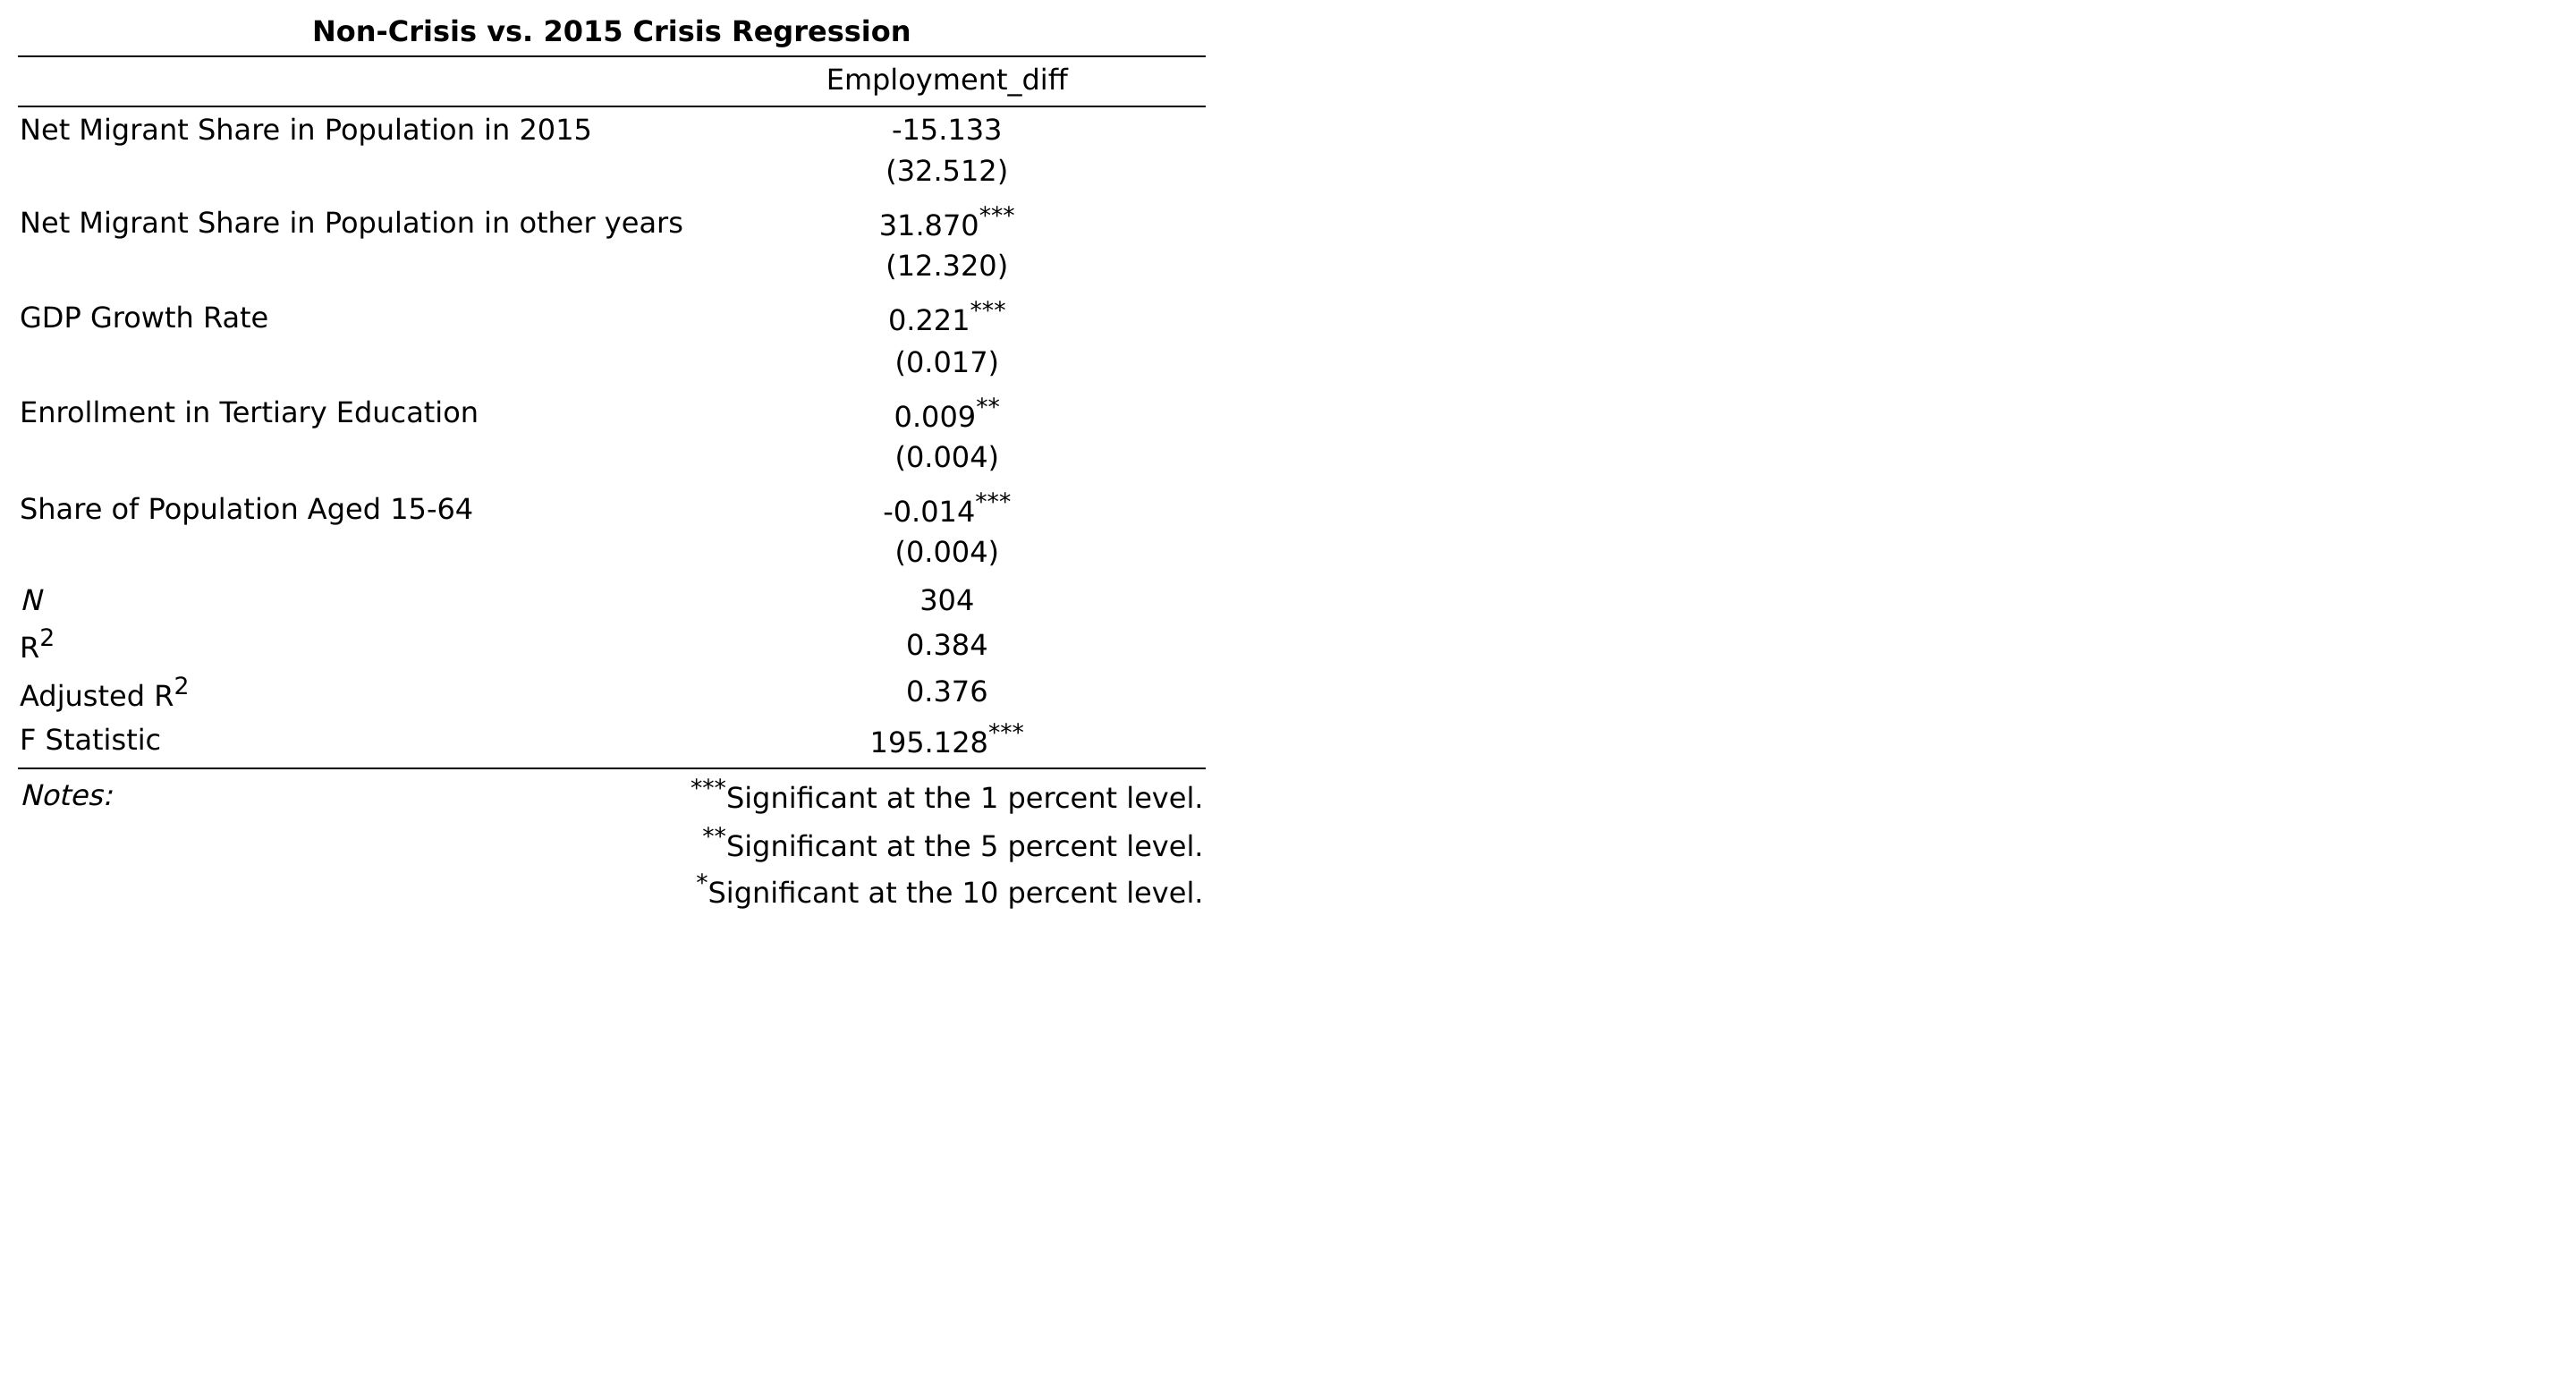 Non-Crisis vs. 2015 Crisis Regression
Employment_diff
Net Migrant Share in Population in 2015 -15.133
(32.512)
Net Migrant Share in Population in other years 31.870***
(12.320)
GDP Growth Rate 0.221***
(0.017)
Enrollment in Tertiary Education 0.009**
(0.004)
Share of Population Aged 15-64 -0.014***
(0.004)
N 304
R2 0.384
Adjusted R2 0.376
F Statistic 195.128***
Notes: ***Significant at the 1 percent level.
**Significant at the 5 percent level.
*Significant at the 10 percent level.